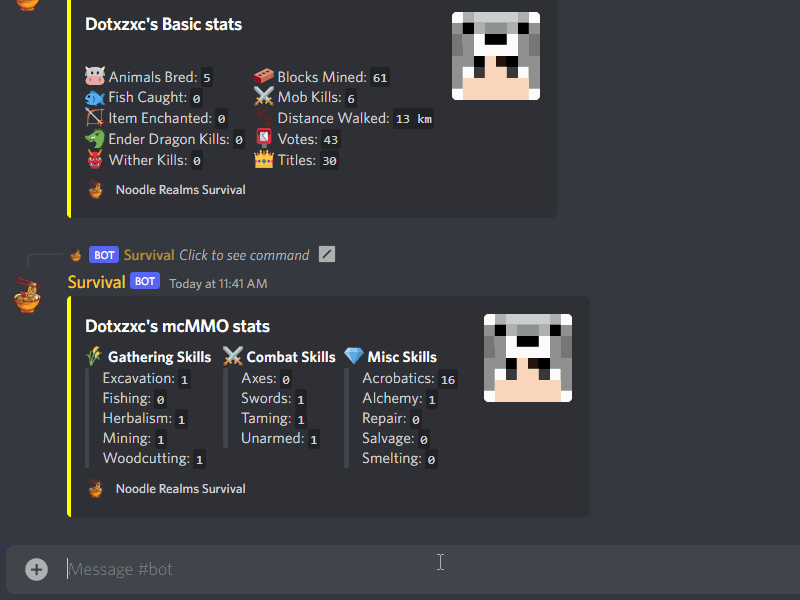 Dotxzxc's Basic stats
Animals Bred: 5 Blocks Mined: 61
Fish Caught: 0 Mob Kills: 6
Item Enchanted: 0 Distance Walked: 13 km
Ender Dragon Kills: 0 Votes: 43
Wither Kills: 0 Titles: 30
Noodle Realms Survival
BOT Survival Click to see command
Survival BOT Today at 11:41 AM
Dotxzxc's mcMMO stats
Gathering Skills Combat Skills Misc Skills
Excavation: 1 Axes: 0 Acrobatics: 16
Fishing: 0 Swords: 1 Alchemy: 1
Herbalism: 1 Taming: 1 Repair: 0
Mining: 1 Unarmed: 1 Salvage: 0
Woodcutting: 1 Smelting: 0
Noodle Realms Survival
Message #bot